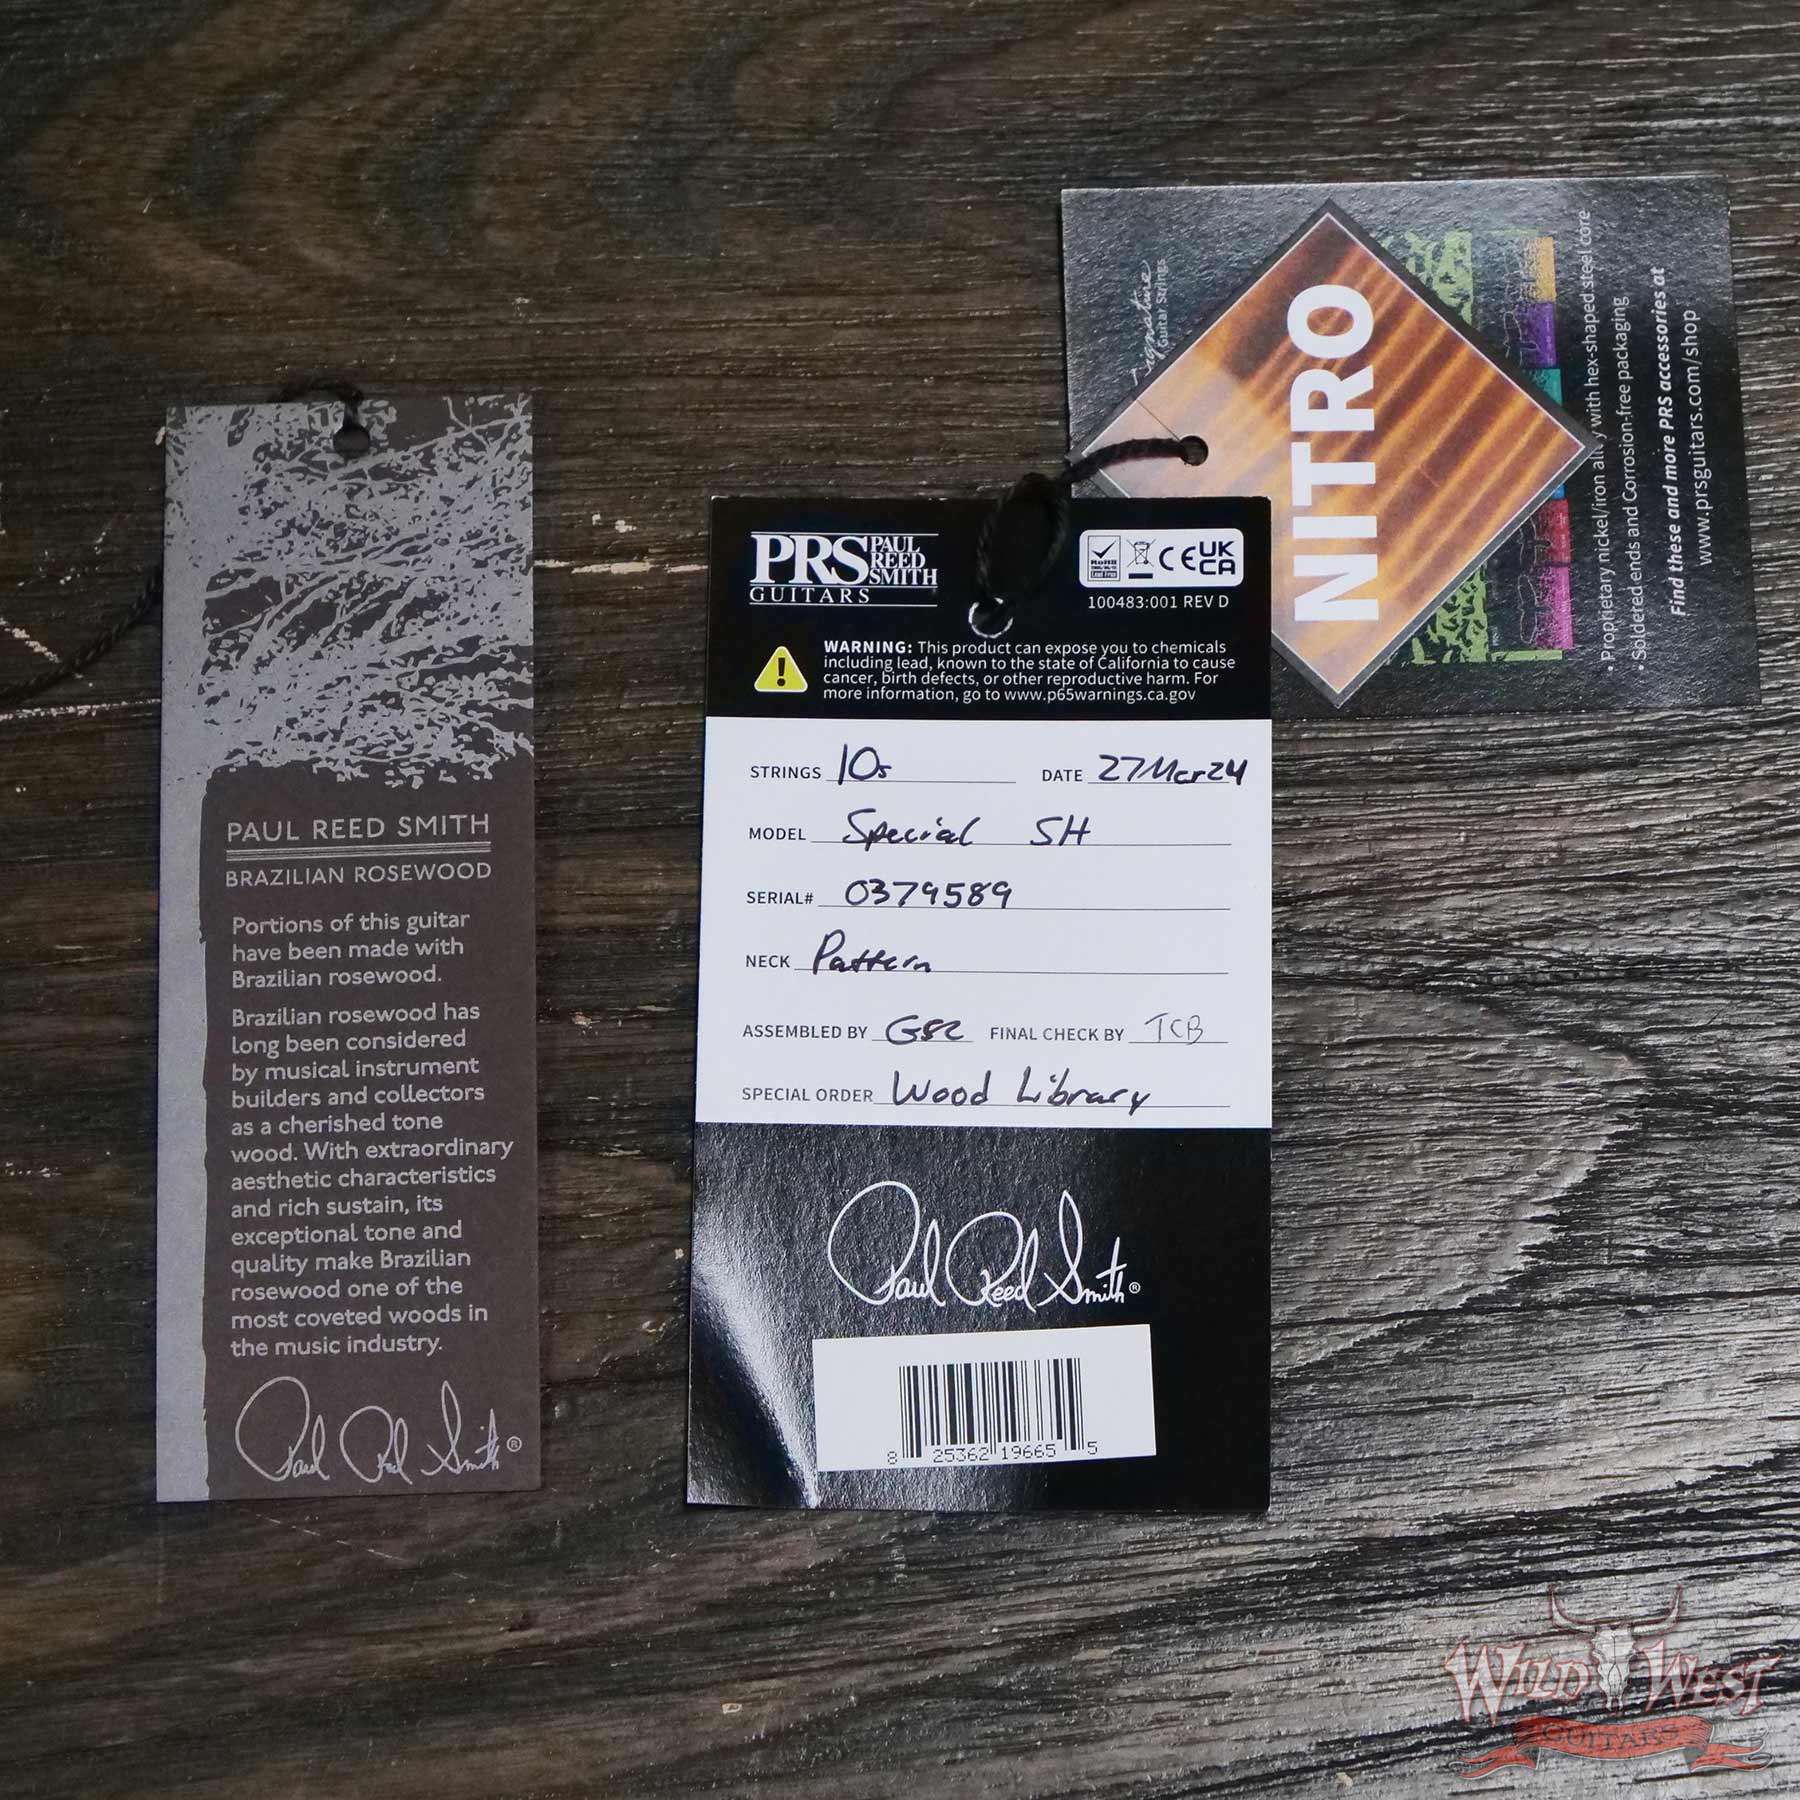 PAUL REED SMITH
BRAZILIAN ROSEWOOD
Portions of this guitar
have been made with
Brazilian rosewood.
Brazilian rosewood has
long been considered
by musical instrument
builders and collectors
as a cherished tone
wood. With extraordinary
aesthetic characteristics
and rich sustain, its
exceptional tone and
quality make Brazilian
rosewood one of the
most coveted woods in
the music industry.
Paul Reed Smith ®
PRS PAUL
REED
SMITH
GUITARS
RoHS
Lead Free
CE UK
CA
100483:001 REV D
WARNING: This product can expose you to chemicals
including lead, known to the state of California to cause
cancer, birth defects, or other reproductive harm. For
more information, go to www.p65warnings.ca.gov
STRINGS 10s DATE 27Mar24
MODEL Special SH
SERIAL# 0379589
NECK Pattern
ASSEMBLED BY FINAL CHECK BY TCB
SPECIAL ORDER Wood Library
Paul Reed Smith ®
8 25362 19665 5
NITRO
Signature
Guitar Strings
• Proprietary nickel/iron alloy with hex-shaped steel core
• Soldered ends and Corrosion-free packaging
Find these and more PRS accessories at
www.prsguitars.com/shop
WILD WEST
GUITARS